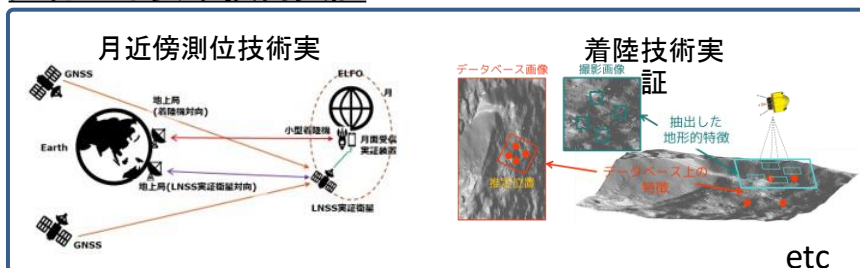 月近傍測位技術実
GNSS
ELFO
月
地上局
(着陸機対向)
小型着陸機
月面受信
実証装置
Earth
地上局(LNSS実証衛星対向)
LNSS実証衛星
GNSS
着陸技術実
証
データベース画像
撮影画像
抽出した
地形的特徴
推定位置
データベース上の
特徴
etc